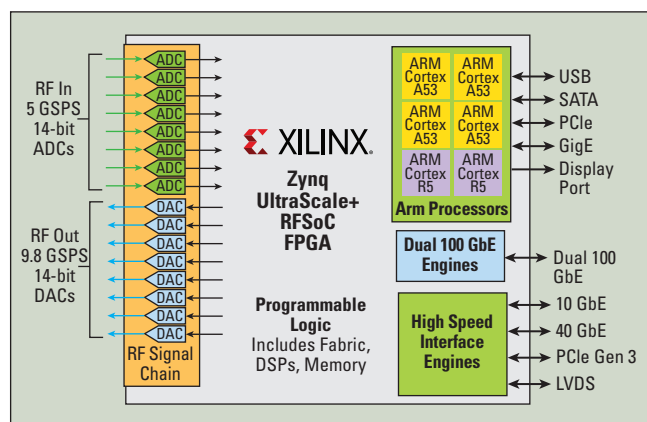 RF In
5 GSPS
14-bit
ADCs
ADC
ADC
ADC
ADC
ADC
ADC
ADC
ADC
RF Out
9.8 GSPS
14-bit
DACs
DAC
DAC
DAC
DAC
DAC
DAC
DAC
DAC
RF Signal
Chain
XILINX.
Zynq
UltraScale+
RFSoC
FPGA
Programmable
Logic
Includes Fabric,
DSPs, Memory
ARM
Cortex
A53
ARM
Cortex
A53
ARM
Cortex
A53
ARM
Cortex
A53
ARM
Cortex
R5
ARM
Cortex
R5
Arm Processors
USB
SATA
PCIe
GigE
Display
Port
Dual 100 GbE
Engines
Dual 100
GbE
High Speed
Interface
Engines
10 GbE
40 GbE
PCIe Gen 3
LVDS